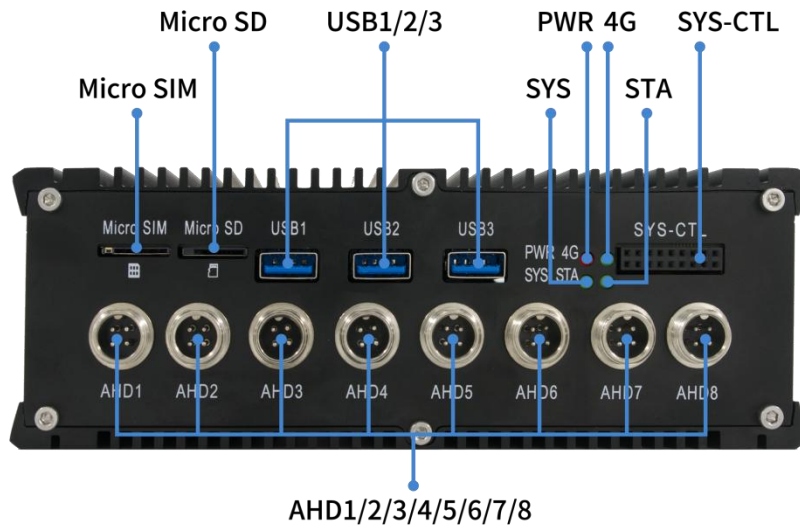 Micro SD USB1/2/3 PWR 4G SYS-CTL
Micro SIM SYS STA
Micro SIM Micro SD USB1 USB2 USB3 SYS-CTL
PWR 4G
SYS STA
AHD1 AHD2 AHD3 AHD4 AHD5 AHD6 AHD7 AHD8
AHD1/2/3/4/5/6/7/8